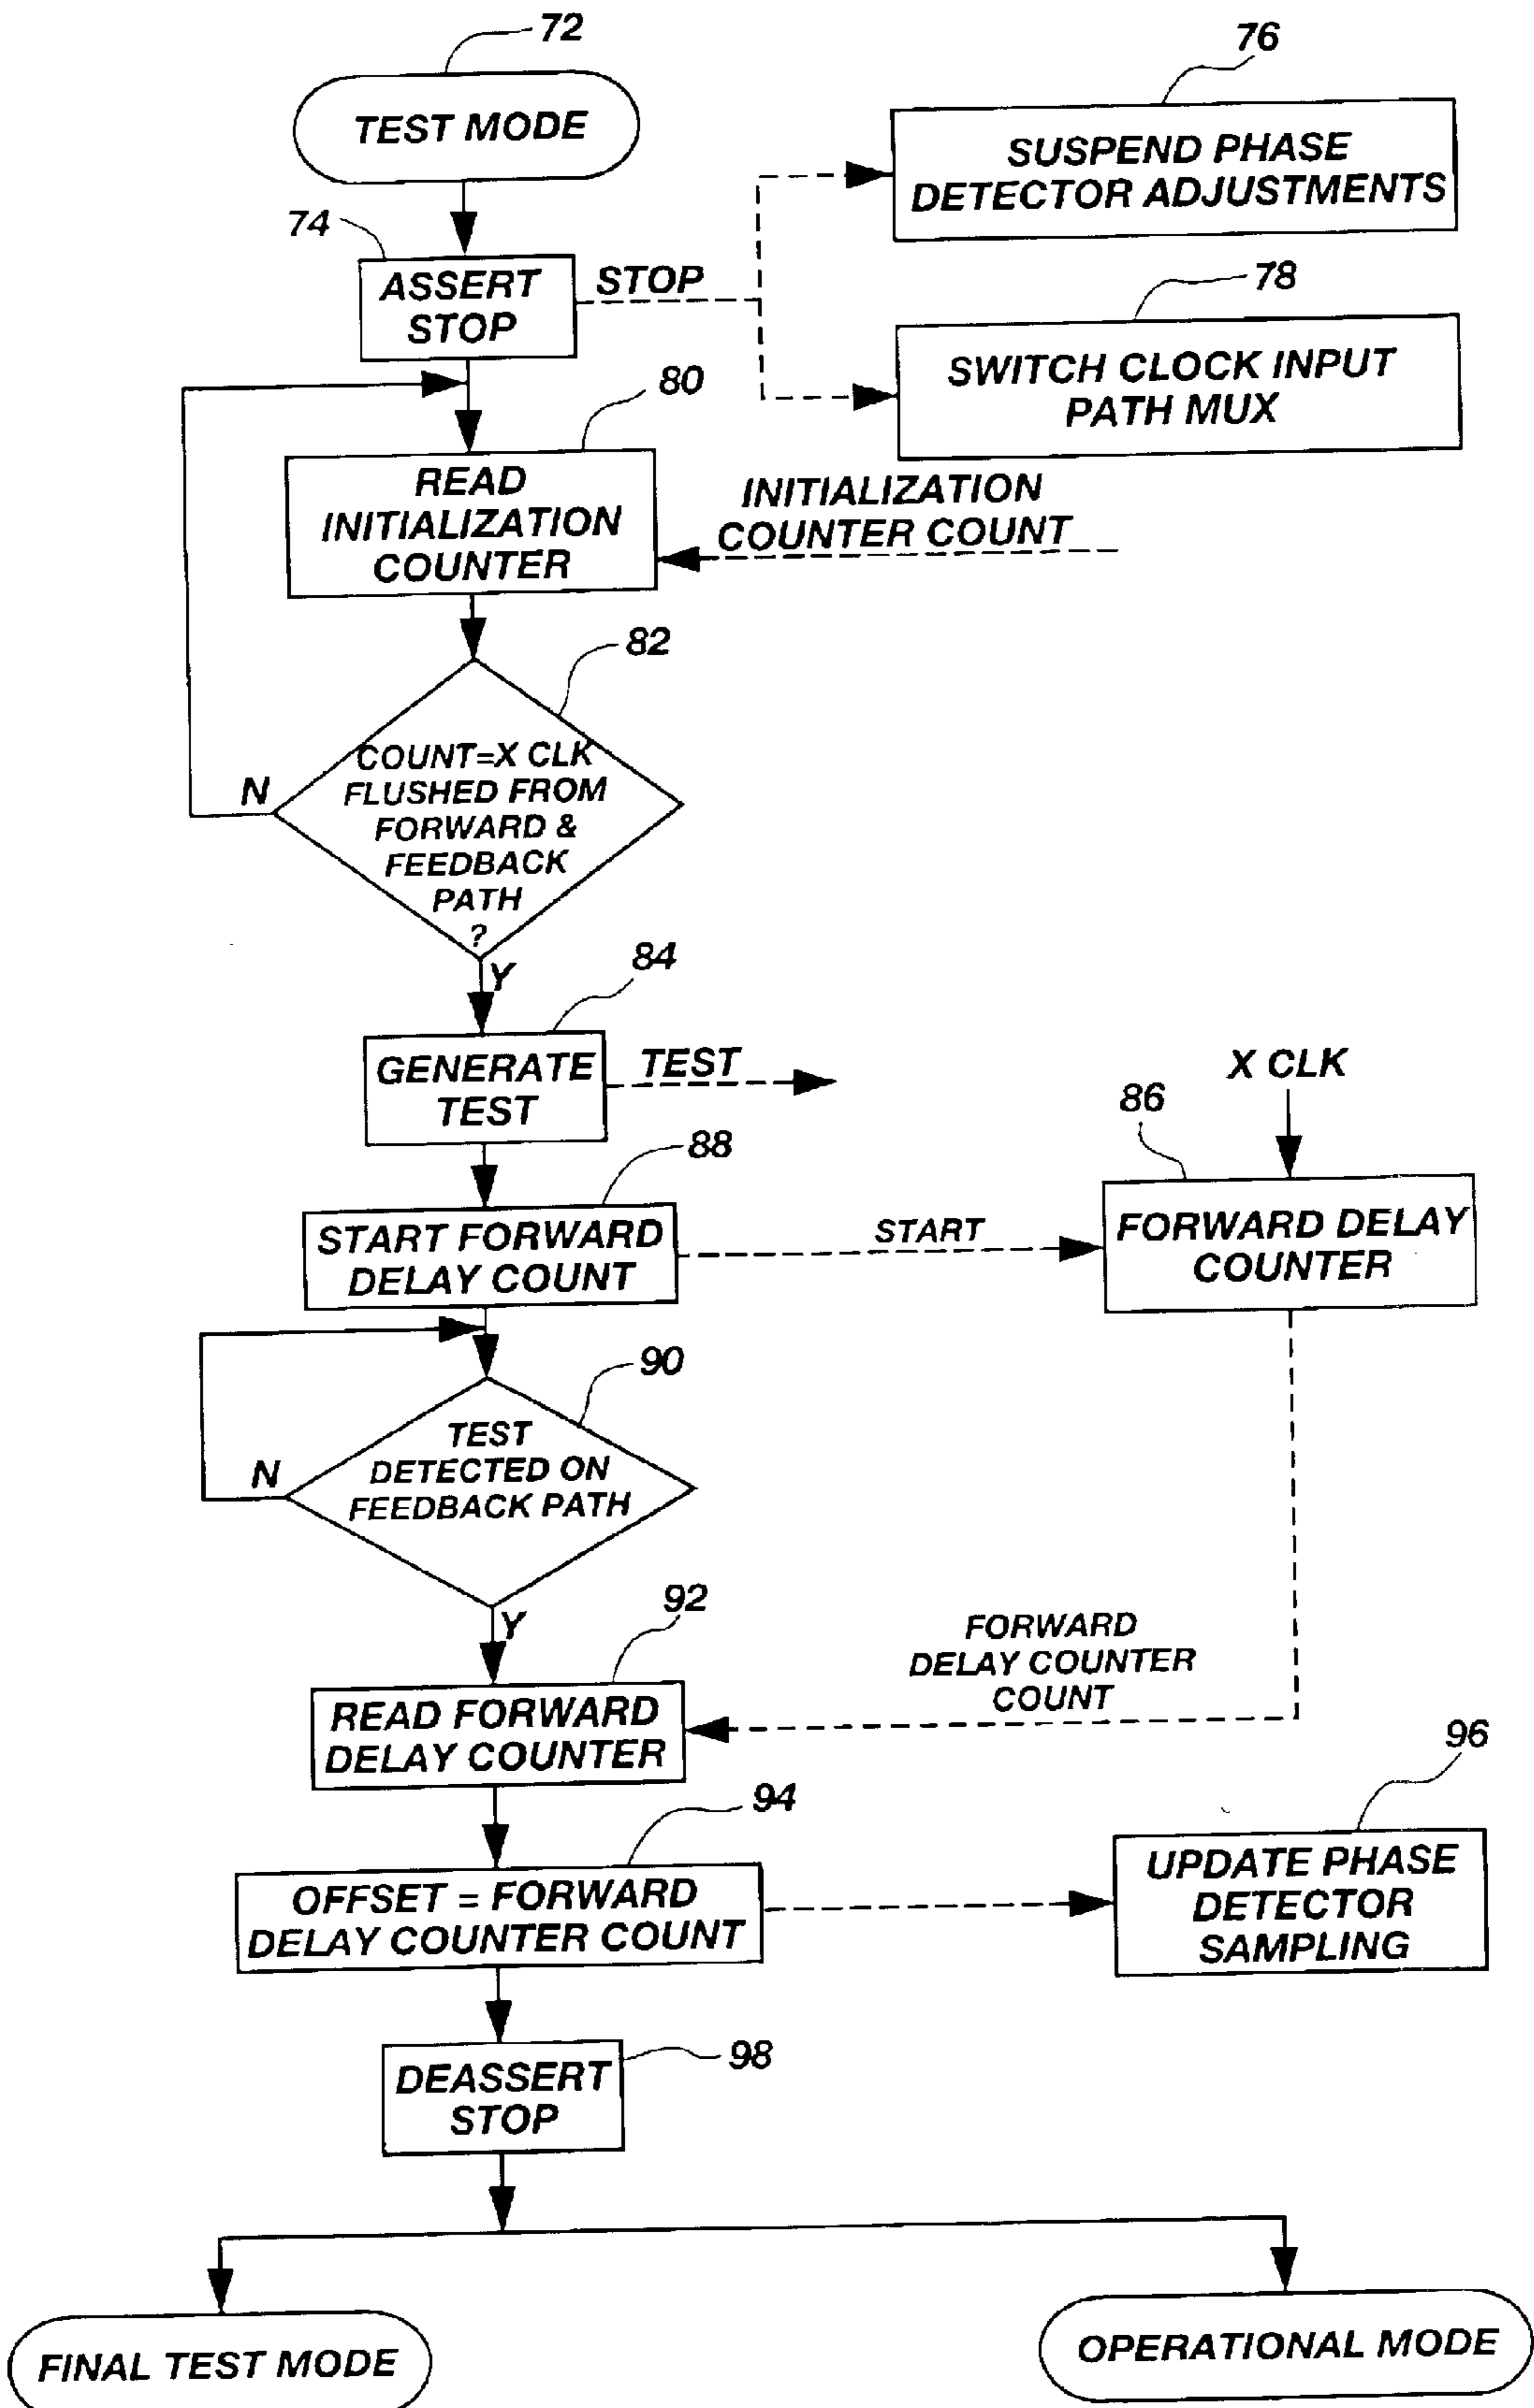 72
TEST MODE
76
SUSPEND PHASE
DETECTOR ADJUSTMENTS
74
ASSERT
STOP
STOP
78
SWITCH CLOCK INPUT
PATH MUX
80
READ
INITIALIZATION
COUNTER
INITIALIZATION
COUNTER COUNT
82
COUNT=X CLK
FLUSHED FROM
FORWARD &
FEEDBACK
PATH
?
N
Y
84
GENERATE
TEST
TEST
X CLK
86
FORWARD DELAY
COUNTER
88
START FORWARD
DELAY COUNT
START
90
TEST
DETECTED ON
FEEDBACK PATH
N
Y
92
READ FORWARD
DELAY COUNTER
FORWARD
DELAY COUNTER
COUNT
94
OFFSET = FORWARD
DELAY COUNTER COUNT
96
UPDATE PHASE
DETECTOR
SAMPLING
98
DEASSERT
STOP
FINAL TEST MODE
OPERATIONAL MODE